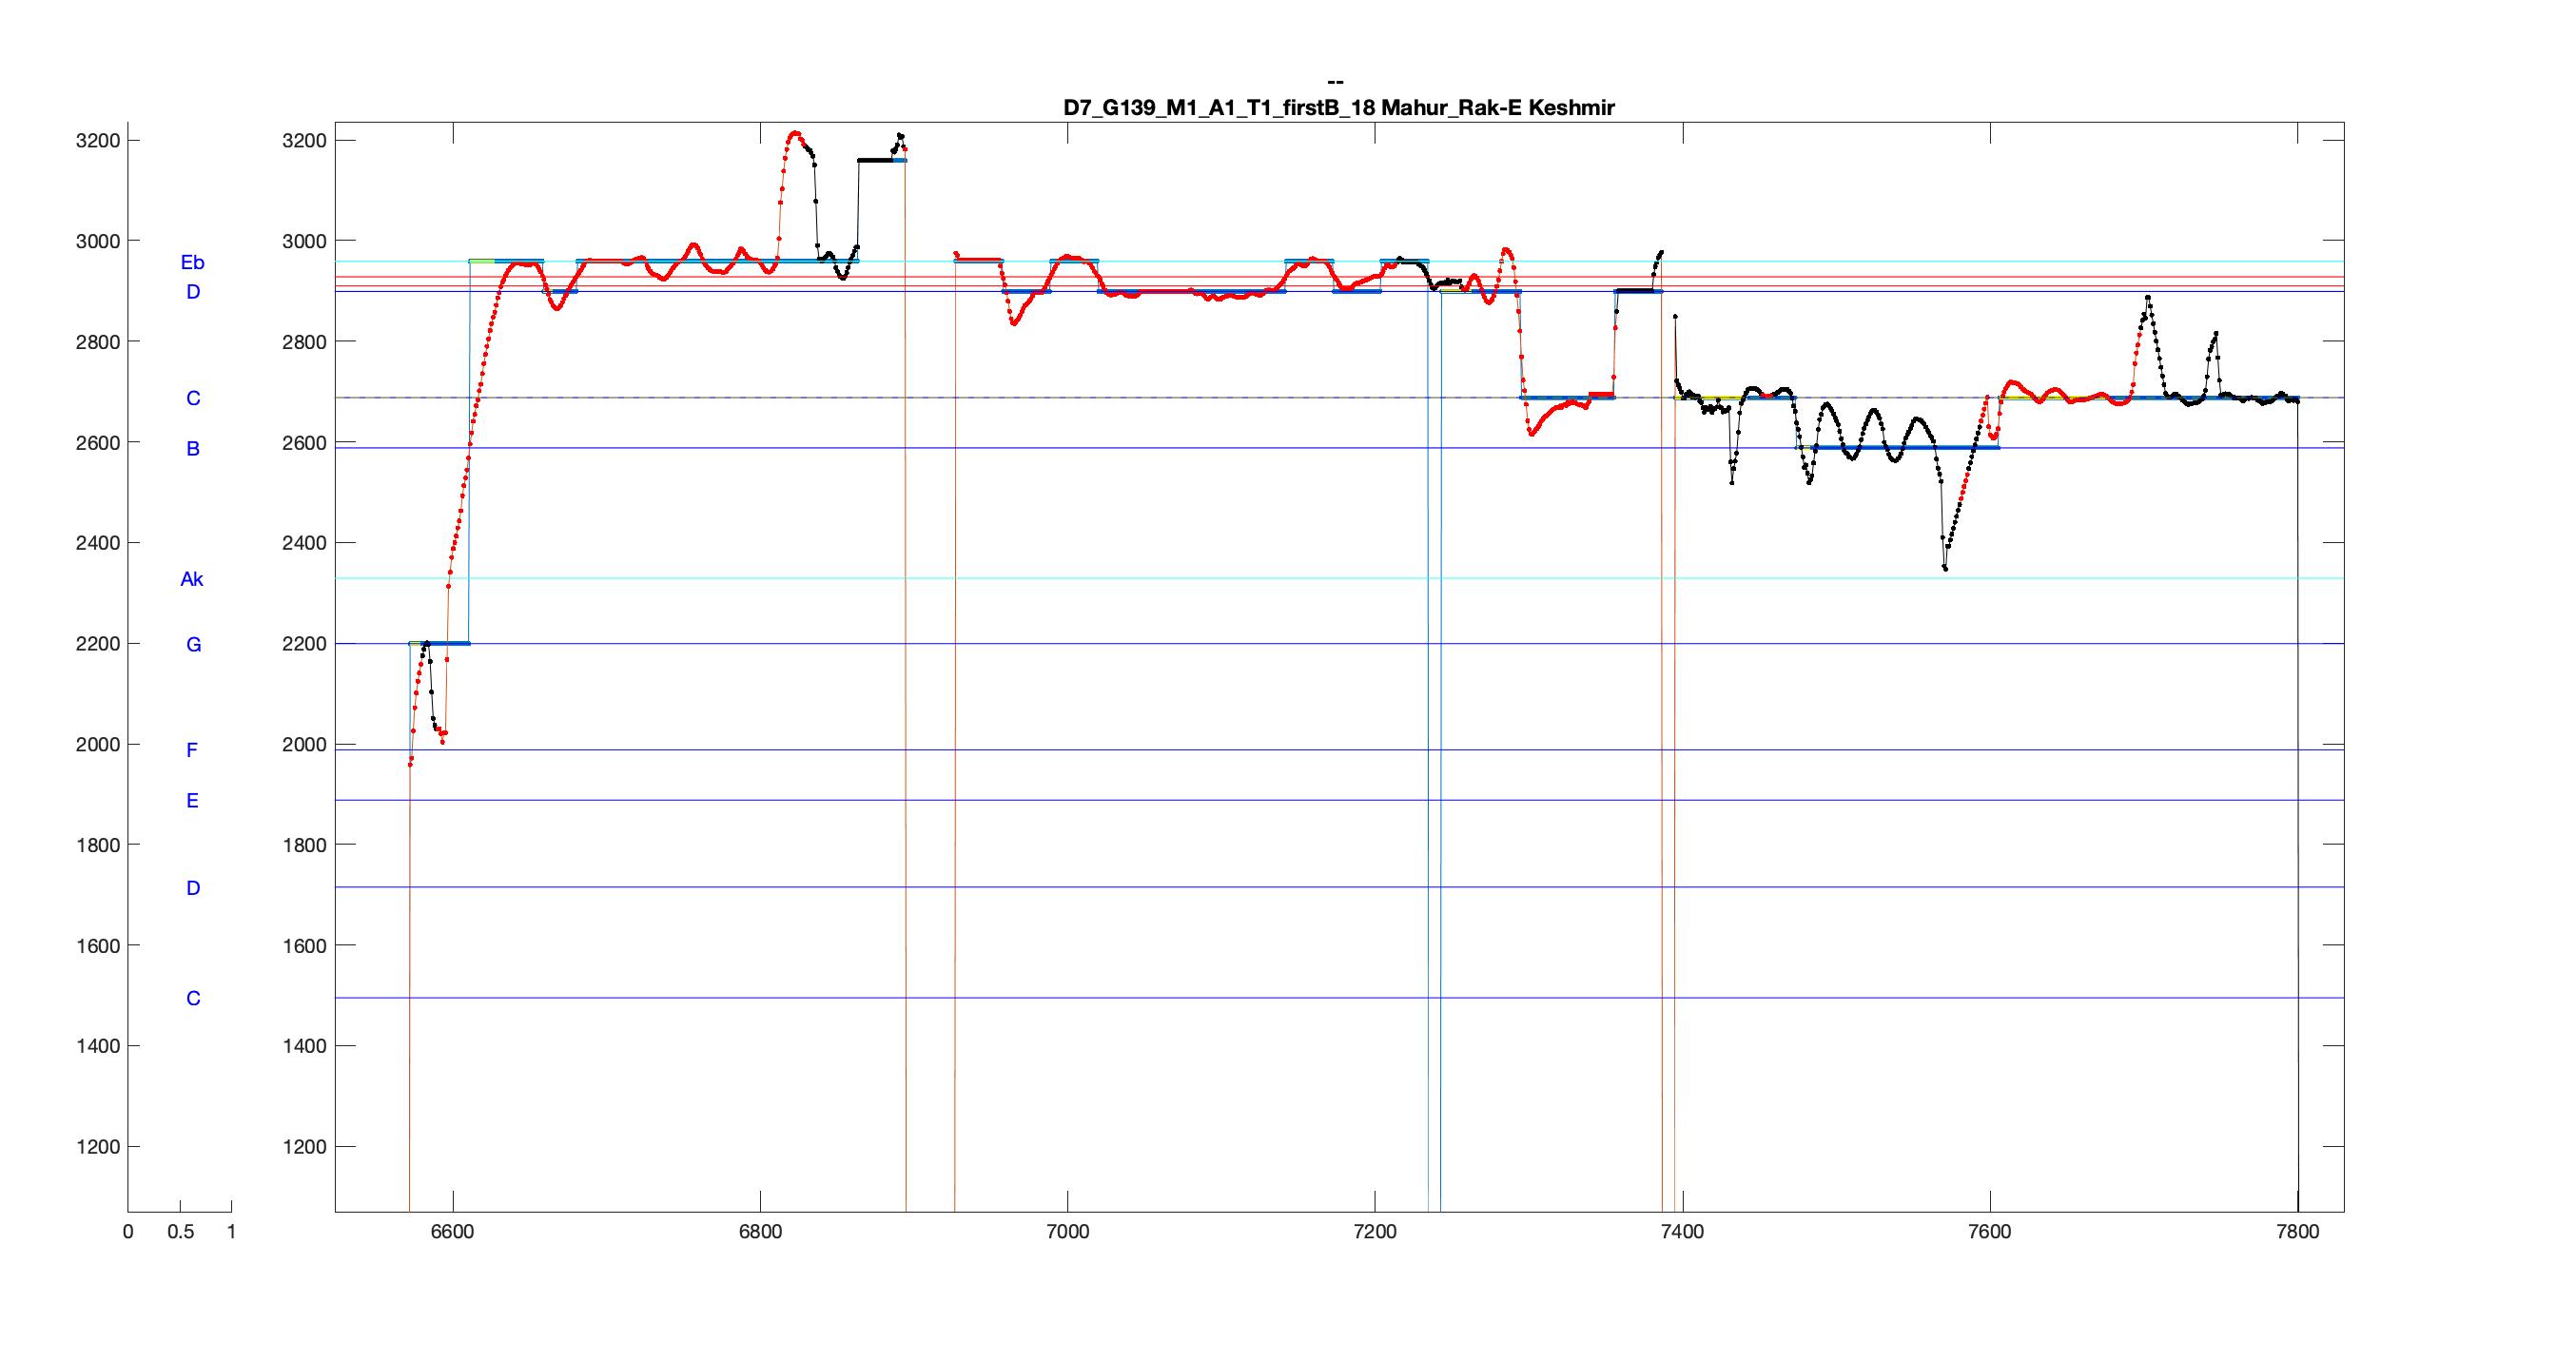 --
D7_G139_M1_A1_T1_firstB_18 Mahur_Rak-E Keshmir
3200 3200
3000 3000
Eb
D
2800 2800
C
2600 2600
B
2400 2400
Ak
2200 G 2200
2000 F 2000
E
1800 1800
D
1600 1600
C
1400 1400
1200 1200
0 0.5 1 6600 6800 7000 7200 7400 7600 7800